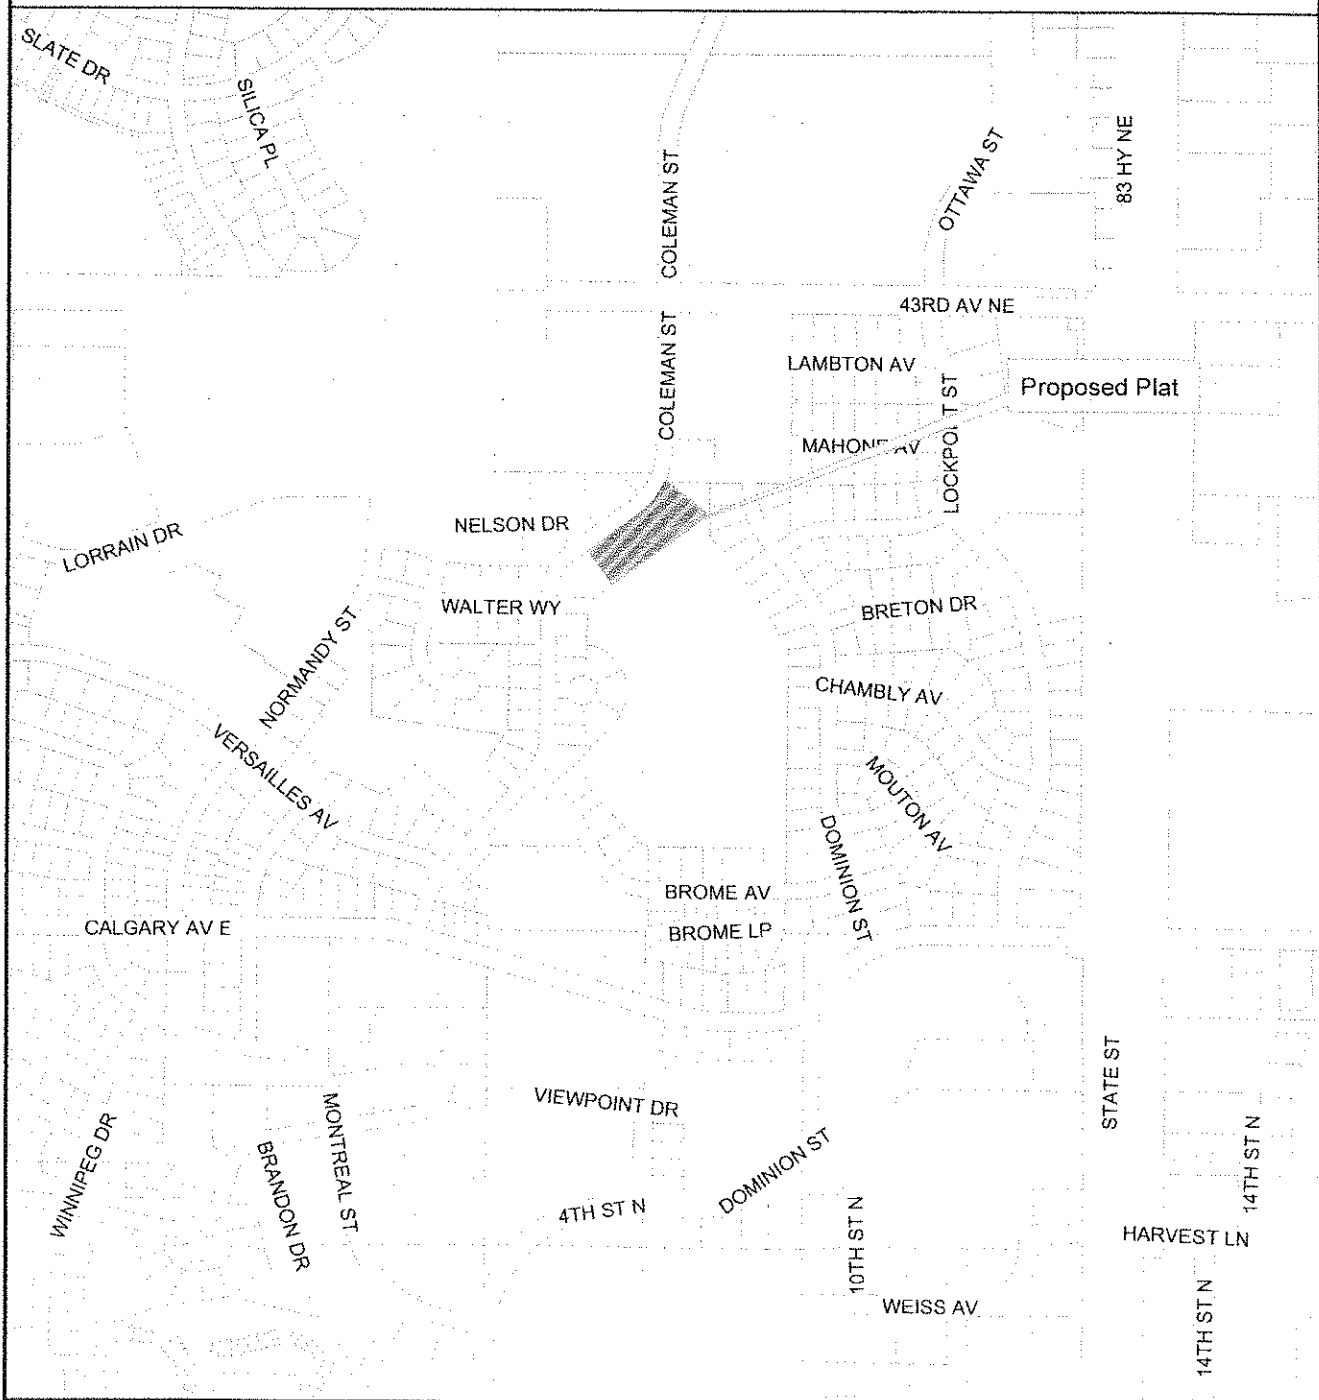 SLATE DR
SILICA PL
COLEMAN ST
COLEMAN ST
OTTAWA ST
83 HY NE
43RD AV NE
LAMBTON AV
LOCKPORT ST
Proposed Plat
MAHONE AV
NELSON DR
LORRAIN DR
WALTER WY
BRETON DR
NORMANDY ST
CHAMBLY AV
VERSAILLES AV
MOUTON AV
DOMINION ST
BROME AV
CALGARY AV E
BROME LP
STATE ST
VIEWPOINT DR
WINNIPEG DR
BRANDON DR
MONTREAL ST
DOMINION ST
14TH ST N
4TH ST N
10TH ST N
HARVEST LN
WEISS AV
14TH ST N